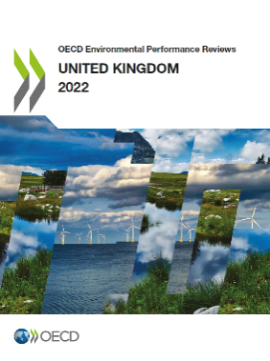 OECD Environmental Performance Reviews
UNITED KINGDOM
2022
OECD